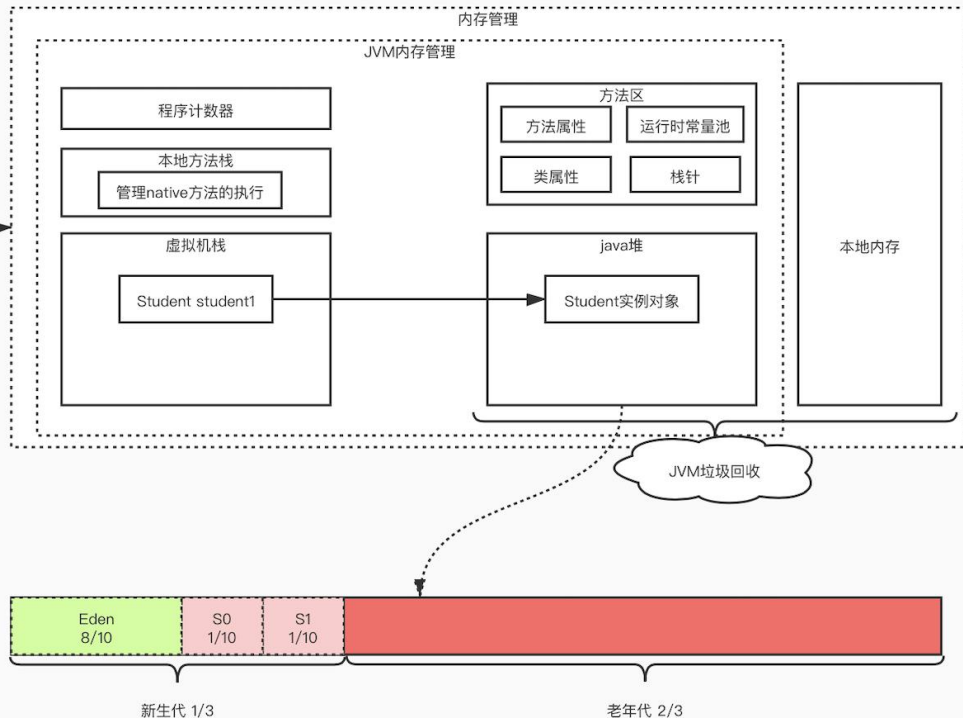 内存管理
JVM内存管理
程序计数器
本地方法栈
管理native方法的执行
虚拟机栈
Student student1
方法区
方法属性
运行时常量池
类属性
栈针
java堆
Student实例对象
本地内存
JVM垃圾回收
Eden
8/10
S0
1/10
S1
1/10
新生代 1/3
老年代 2/3